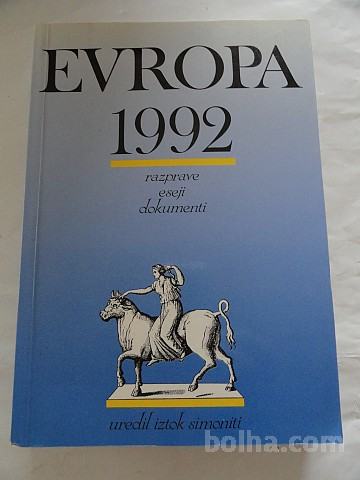 EVROPA
1992
razprave
eseji
dokumenti
uredil iztok simoniti
bolha.com